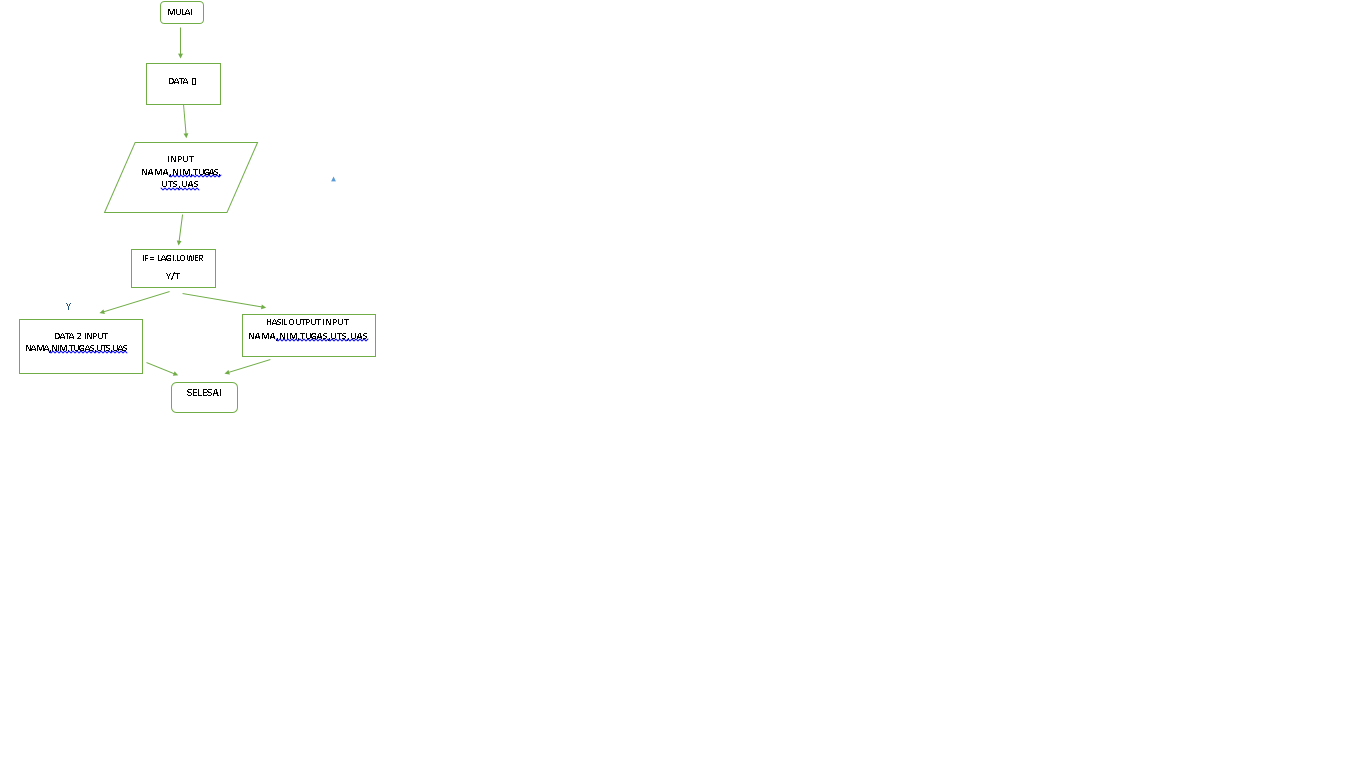 MULAI
DATA []
INPUT
NAMA,NIM,TUGAS,
UTS,UAS
IF = LAGI.LOWER
Y/T
Y
DATA 2 INPUT
NAMA,NIM,TUGAS,UTS,UAS
HASIL OUTPUT INPUT
NAMA,NIM,TUGAS,UTS,UAS
SELESAI